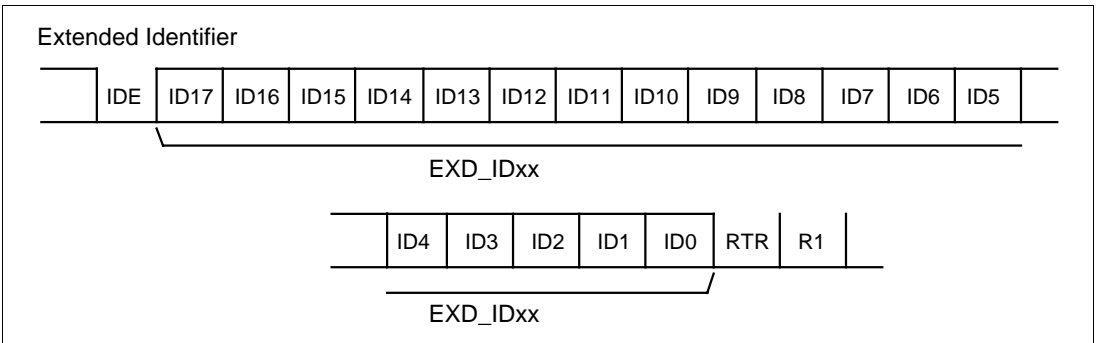 Extended Identifier
IDE ID17 ID16 ID15 ID14 ID13 ID12 ID11 ID10 ID9 ID8 ID7 ID6 ID5
EXD_IDxx
ID4 ID3 ID2 ID1 ID0 RTR R1
EXD_IDxx